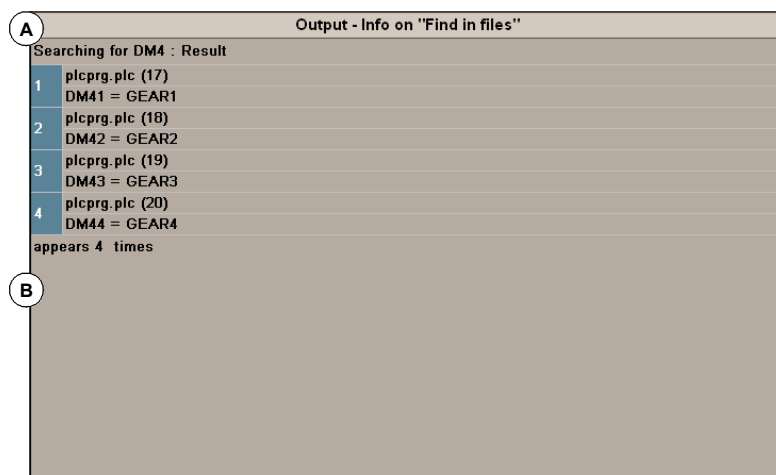 A
Output - Info on "Find in files"
Searching for DM4 : Result
1
plcprg.plc (17)
DM41 = GEAR1
2
plcprg.plc (18)
DM42 = GEAR2
3
plcprg.plc (19)
DM43 = GEAR3
4
plcprg.plc (20)
DM44 = GEAR4
appears 4 times
B